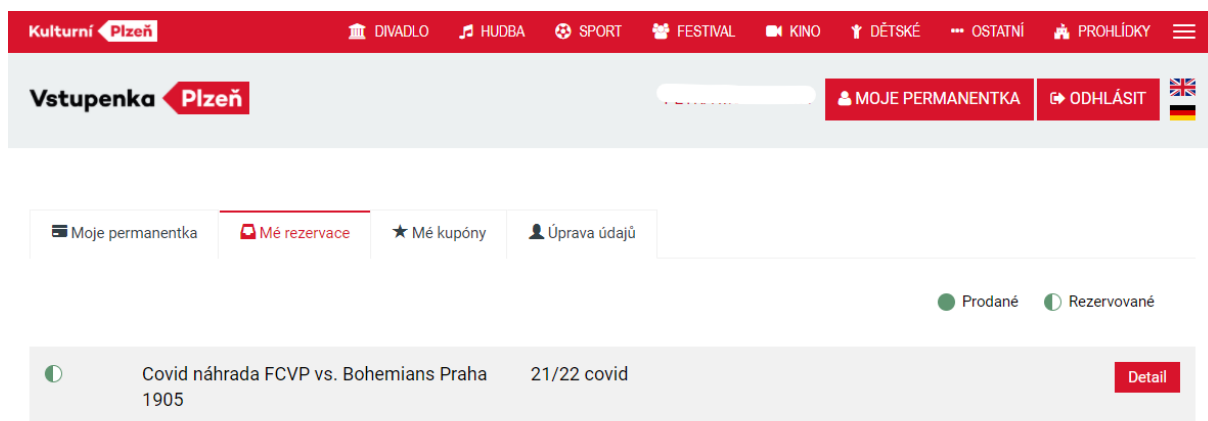 Kulturní Plzeň DIVADLO HUDBA SPORT FESTIVAL KINO DĚTSKÉ OSTATNÍ PROHLÍDKY
Vstupenka Plzeň MOJE PERMANENTKA ODHLÁSIT
Moje permanentka Mé rezervace Mé kupóny Úprava údajů
Prodané Rezervované
Covid náhrada FCVP vs. Bohemians Praha 21/22 covid Detail
1905